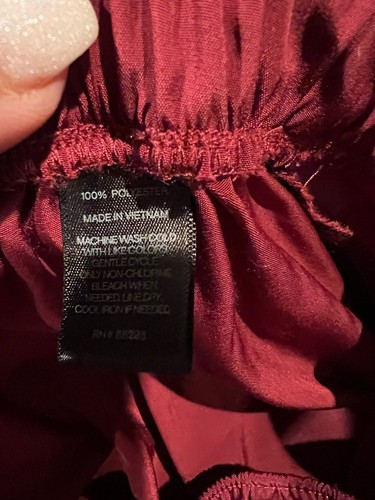 100% POLYESTER
MADE IN VIETNAM
MACHINE WASH COLD
WITH LIKE COLORS
GENTLE CYCLE
ONLY NON-CHLORINE
BLEACH WHEN
NEEDED. LINE DRY.
COOL IRON IF NEEDED.
RN#